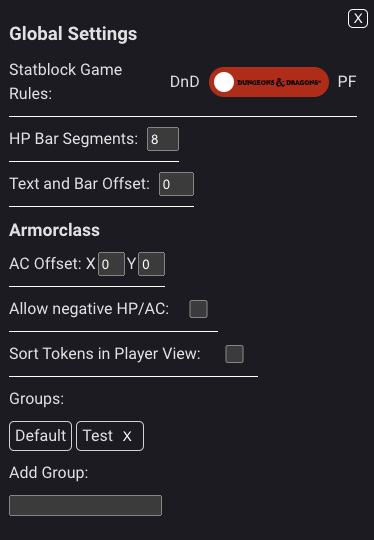 X
Global Settings
Statblock Game
Rules:
DnD DUNGEONS & DRAGONS PF
HP Bar Segments: 8
Text and Bar Offset: 0
Armorclass
AC Offset: X 0 Y 0
Allow negative HP/AC:
Sort Tokens in Player View:
Groups:
Default Test X
Add Group: